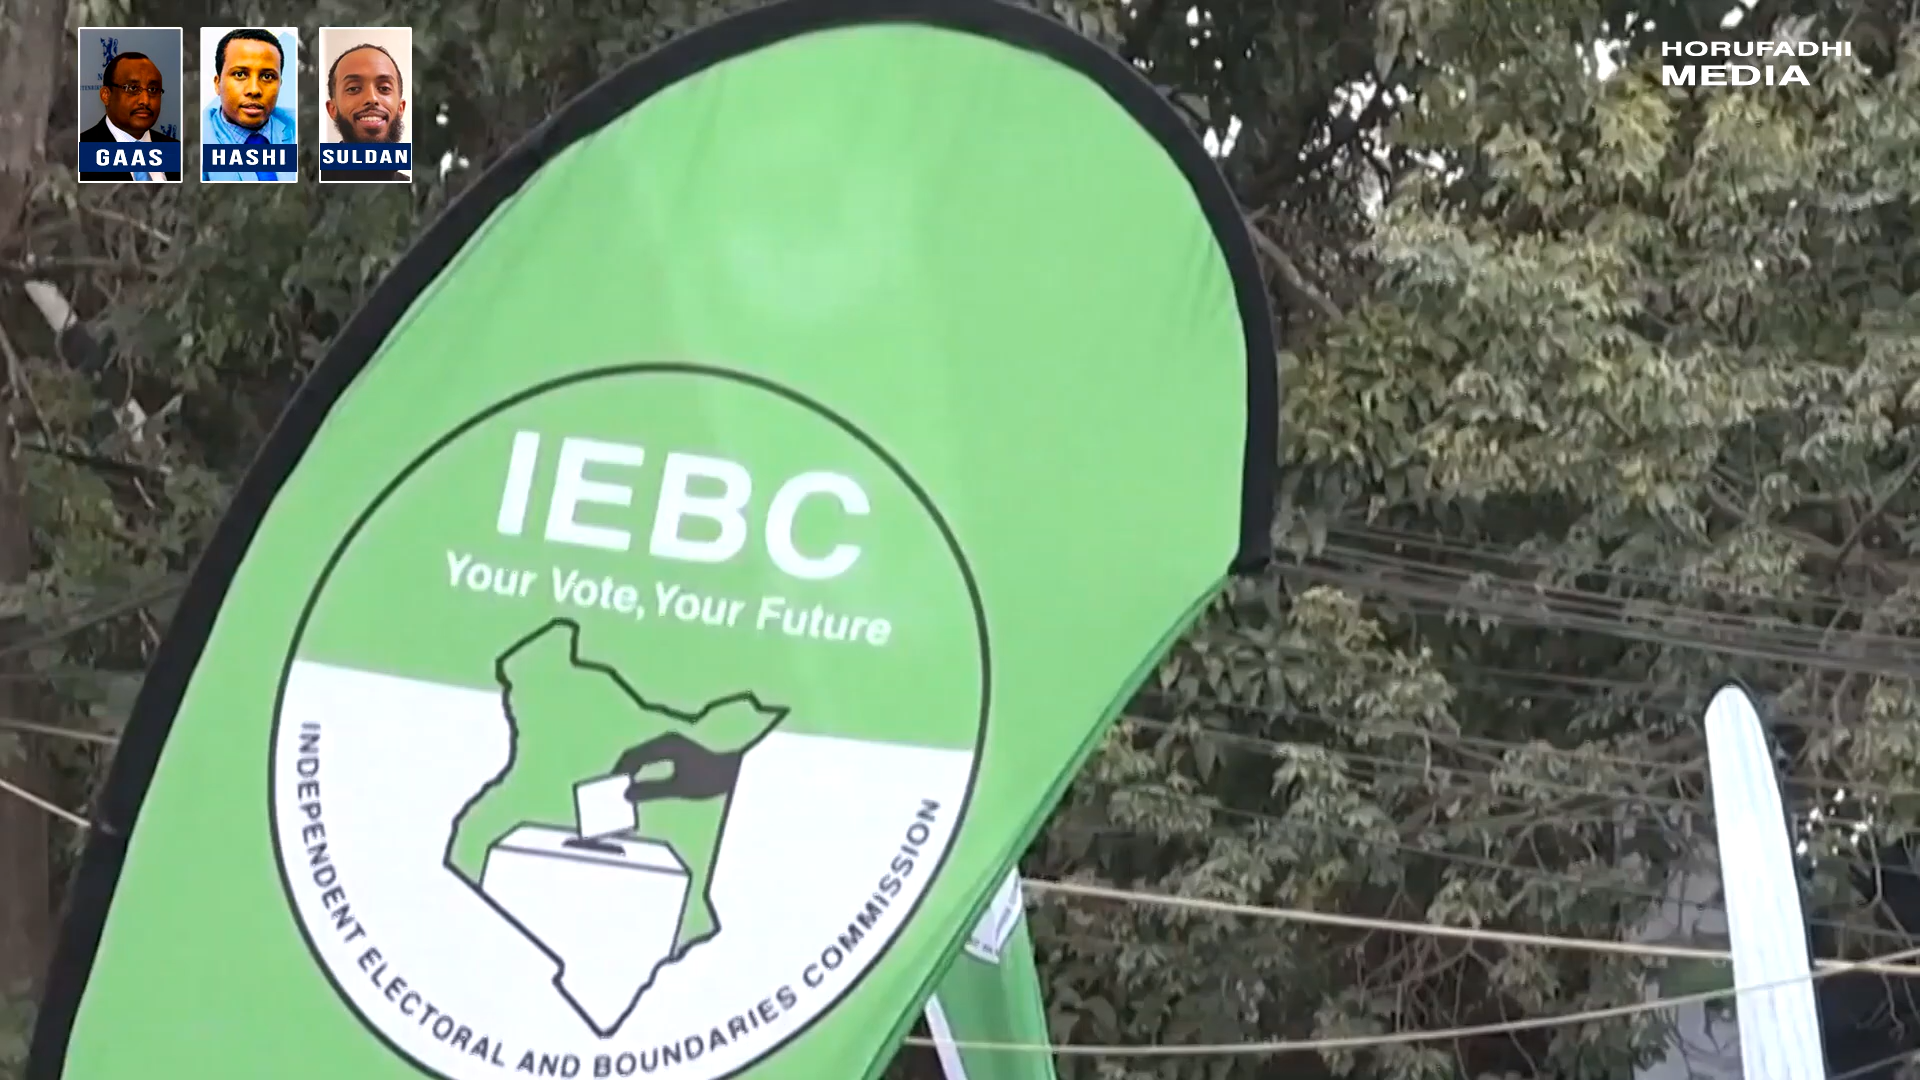 GAAS
HASHI
SULDAN
HORUFADHI
MEDIA
IEBC
Your Vote, Your Future
INDEPENDENT ELECTORAL AND BOUNDARIES COMMISSION